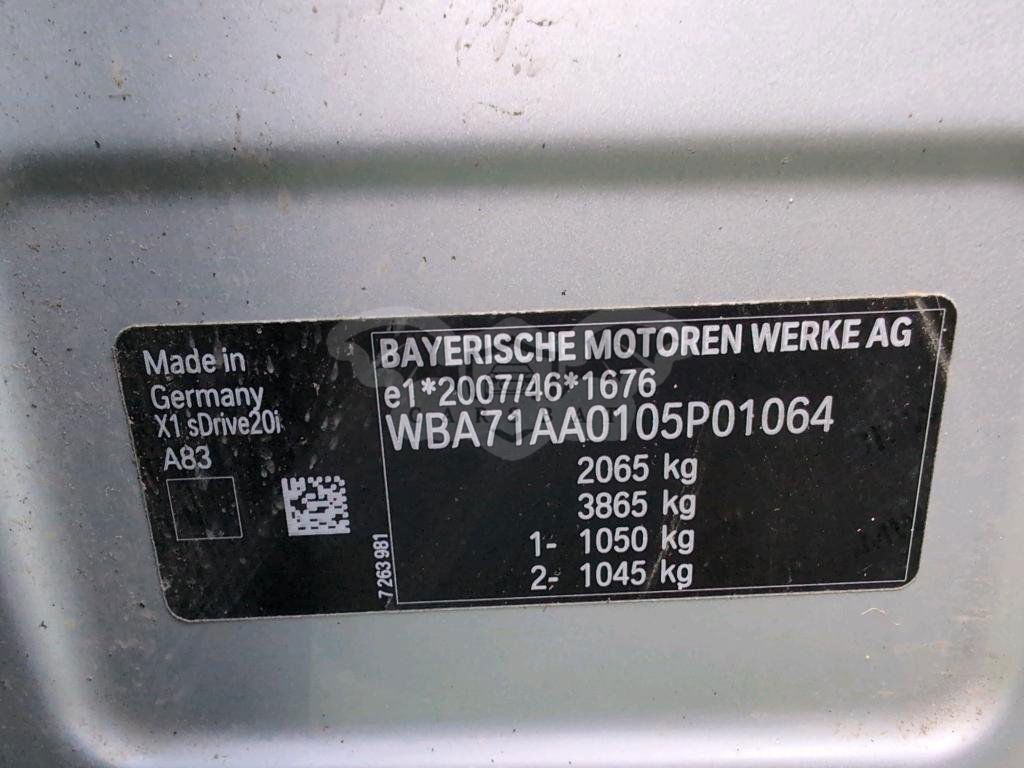 Made in
Germany
X1 sDrive20i
A83
7 263 981
BAYERISCHE MOTOREN WERKE AG
e1*2007/46*1676
WBA71AA0105P01064
2065 kg
3865 kg
1- 1050 kg
2- 1045 kg